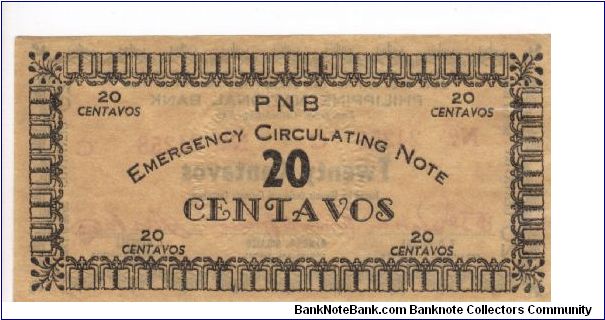 20 CENTAVOS
20 CENTAVOS
PNB
EMERGENCY CIRCULATING NOTE
20
CENTAVOS
20 CENTAVOS
20 CENTAVOS
BankNoteBank.com Banknote Collectors Community